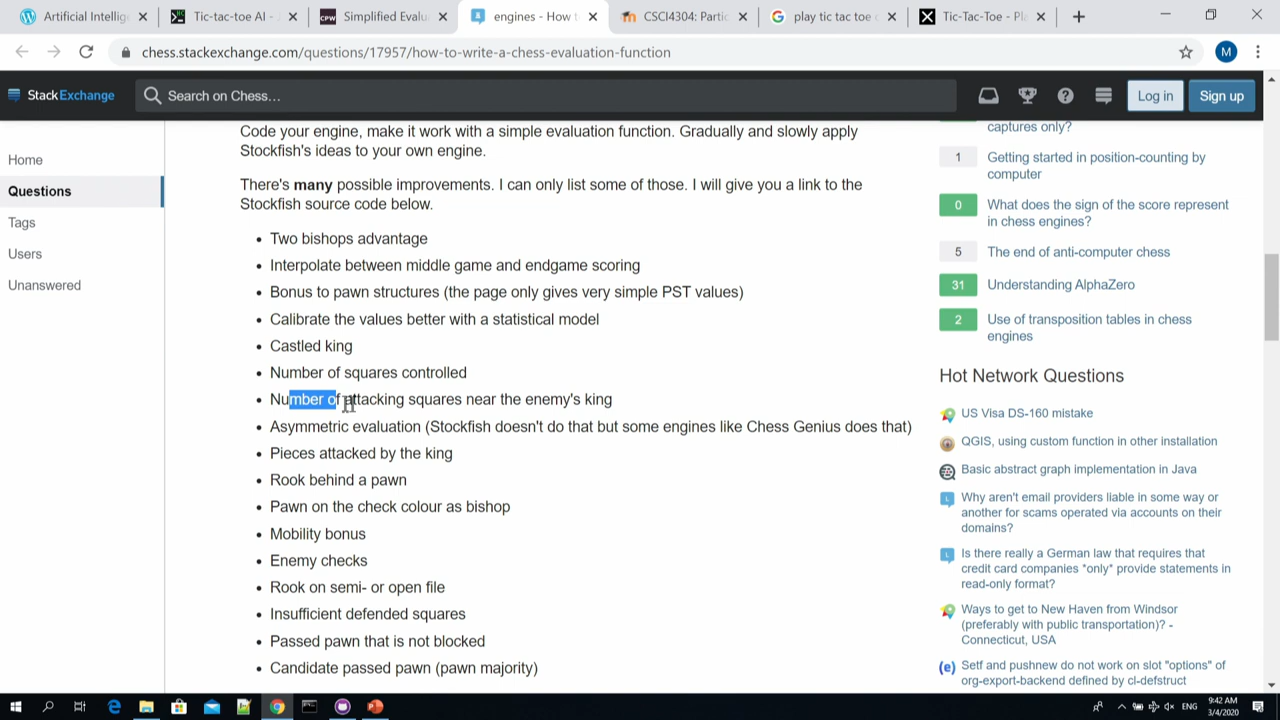 Artificial Intellig
Tic-tac-toe AI -
Simplified Evalu
engines - How t
CSCI4304: Partic
play tic tac toe
Tic-Tac-Toe - Pl
chess.stackexchange.com/questions/17957/how-to-write-a-chess-evaluation-function
M
StackExchange
Search on Chess...
Log in
Sign up
Home
Questions
Tags
Users
Unanswered
Code your engine, make it work with a simple evaluation function. Gradually and slowly apply
Stockfish's ideas to your own engine.
There's many possible improvements. I can only list some of those. I will give you a link to the
Stockfish source code below.
• Two bishops advantage
• Interpolate between middle game and endgame scoring
• Bonus to pawn structures (the page only gives very simple PST values)
• Calibrate the values better with a statistical model
• Castled king
• Number of squares controlled
• Number of attacking squares near the enemy's king
• Asymmetric evaluation (Stockfish doesn't do that but some engines like Chess Genius does that)
• Pieces attacked by the king
• Rook behind a pawn
• Pawn on the check colour as bishop
• Mobility bonus
• Enemy checks
• Rook on semi- or open file
• Insufficient defended squares
• Passed pawn that is not blocked
• Candidate passed pawn (pawn majority)
captures only?
1 Getting started in position-counting by
computer
0 What does the sign of the score represent
in chess engines?
5 The end of anti-computer chess
31 Understanding AlphaZero
2 Use of transposition tables in chess
engines
Hot Network Questions
US Visa DS-160 mistake
QGIS, using custom function in other installation
Basic abstract graph implementation in Java
Why aren't email providers liable in some way or
another for scams operated via accounts on their
domains?
Is there really a German law that requires that
credit card companies *only* provide statements in
read-only format?
Ways to get to New Haven from Windsor
(preferably with public transportation)? -
Connecticut, USA
Setf and pushnew do not work on slot "options" of
org-export-backend defined by cl-defstruct
ENG
9:42 AM
3/4/2020